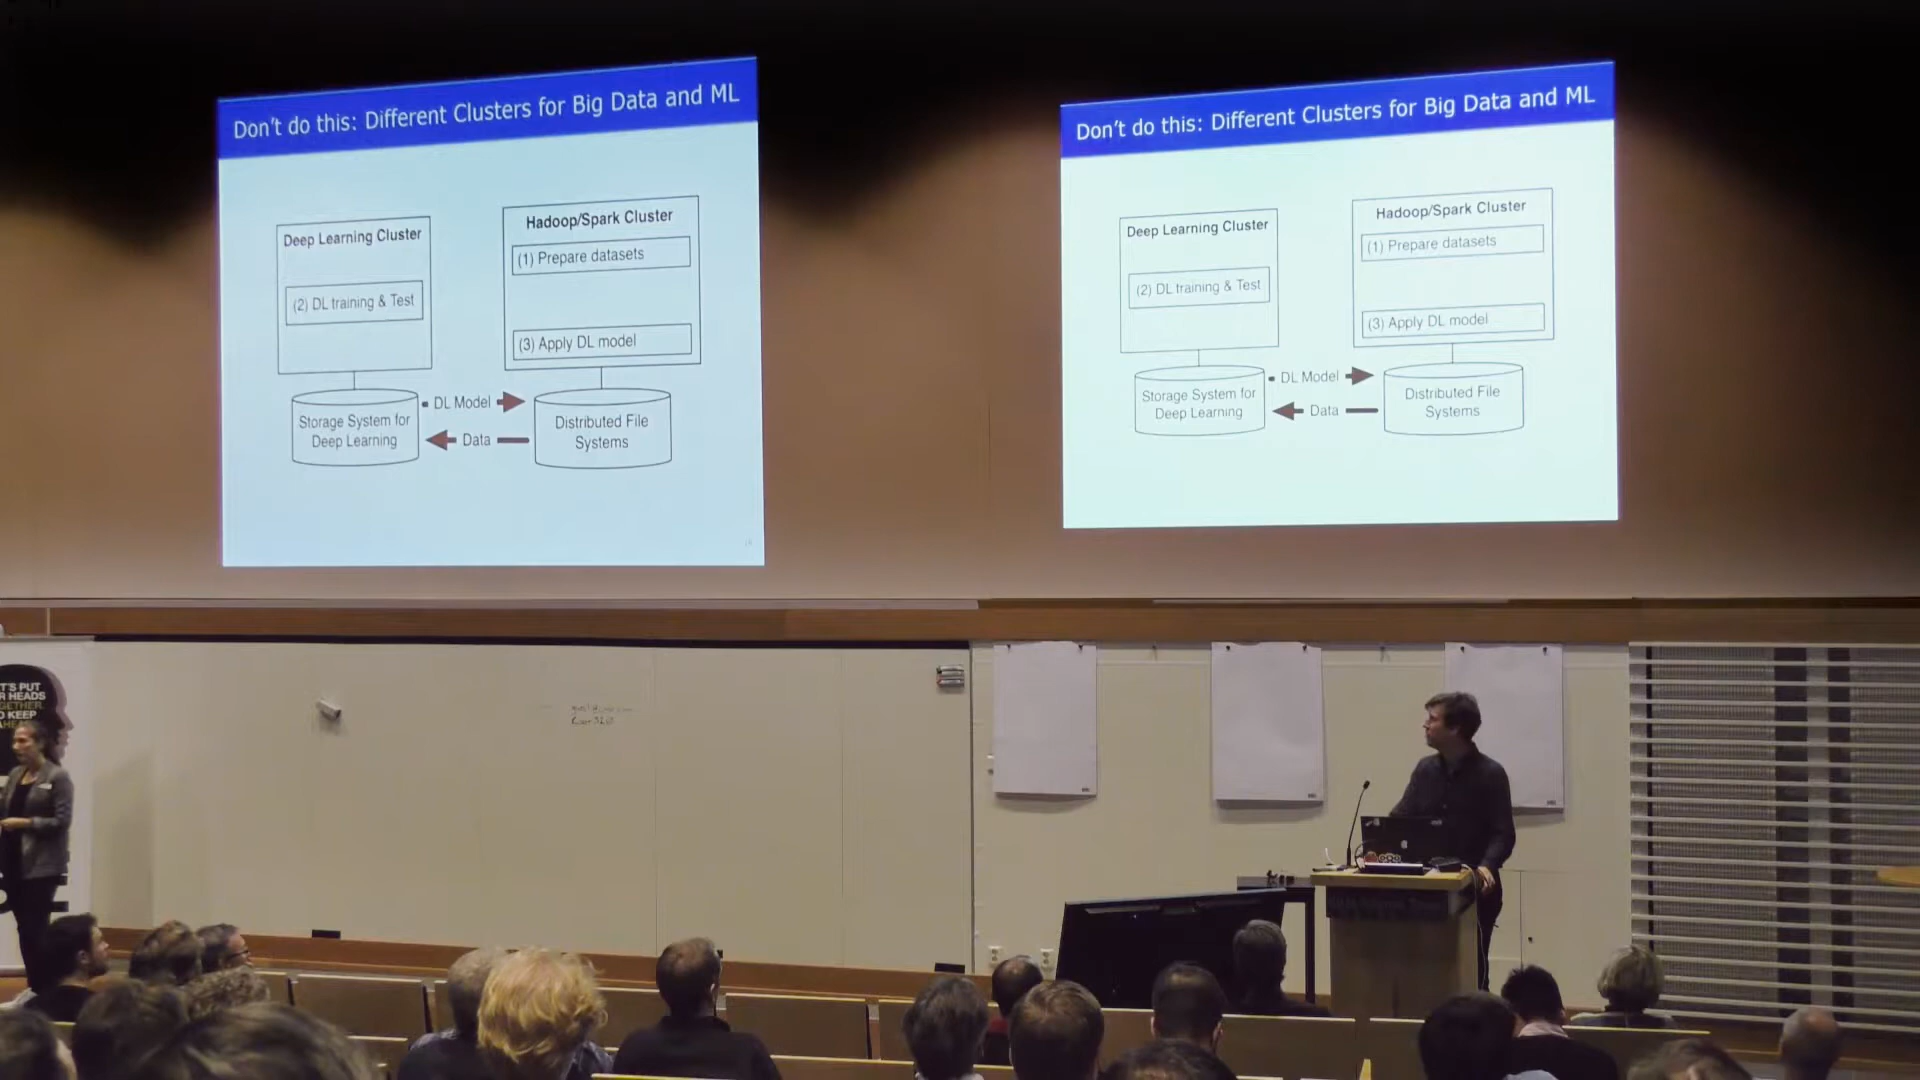 Don't do this: Different Clusters for Big Data and ML
Deep Learning Cluster
(2) DL training & Test
Hadoop/Spark Cluster
(1) Prepare datasets
(3) Apply DL model
Storage System for
Deep Learning
DL Model
Data
Distributed File
Systems
Don't do this: Different Clusters for Big Data and ML
Deep Learning Cluster
(2) DL training & Test
Hadoop/Spark Cluster
(1) Prepare datasets
(3) Apply DL model
Storage System for
Deep Learning
DL Model
Data
Distributed File
Systems
T'S PUT
R HEADS
GETHER
O KEEP